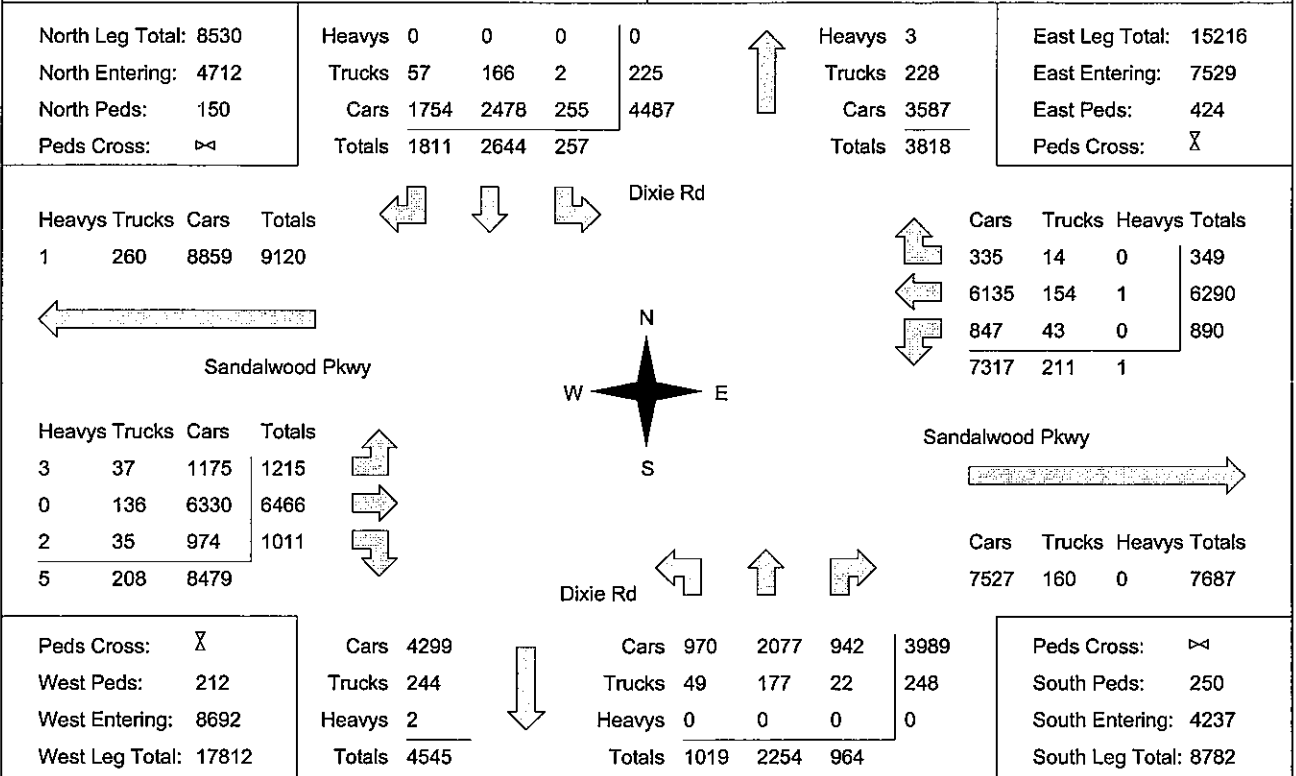 North Leg Total: 8530
North Entering: 4712
North Peds: 150
Peds Cross: ⋈
Heavys 0 0 0 0
Trucks 57 166 2 225
Cars 1754 2478 255 4487
Totals 1811 2644 257
Heavys 3
Trucks 228
Cars 3587
Totals 3818
East Leg Total: 15216
East Entering: 7529
East Peds: 424
Peds Cross: ⧖
Dixie Rd
Heavys Trucks Cars Totals
1 260 8859 9120
Cars Trucks Heavys Totals
335 14 0 349
6135 154 1 6290
847 43 0 890
7317 211 1
Sandalwood Pkwy
N
W E
S
Heavys Trucks Cars Totals
3 37 1175 1215
0 136 6330 6466
2 35 974 1011
5 208 8479
Sandalwood Pkwy
Cars Trucks Heavys Totals
7527 160 0 7687
Dixie Rd
Peds Cross: ⧖
West Peds: 212
West Entering: 8692
West Leg Total: 17812
Cars 4299
Trucks 244
Heavys 2
Totals 4545
Cars 970 2077 942 3989
Trucks 49 177 22 248
Heavys 0 0 0 0
Totals 1019 2254 964
Peds Cross: ⋈
South Peds: 250
South Entering: 4237
South Leg Total: 8782